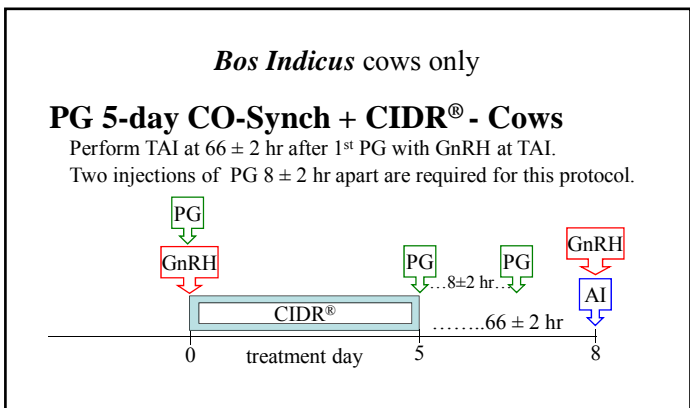 Bos Indicus cows only
PG 5-day CO-Synch + CIDR® - Cows
Perform TAI at 66 ± 2 hr after 1st PG with GnRH at TAI.
Two injections of PG 8 ± 2 hr apart are required for this protocol.
PG
GnRH
PG
PG
GnRH
...8±2 hr...
AI
CIDR®
........66 ± 2 hr
0
treatment day
5
8